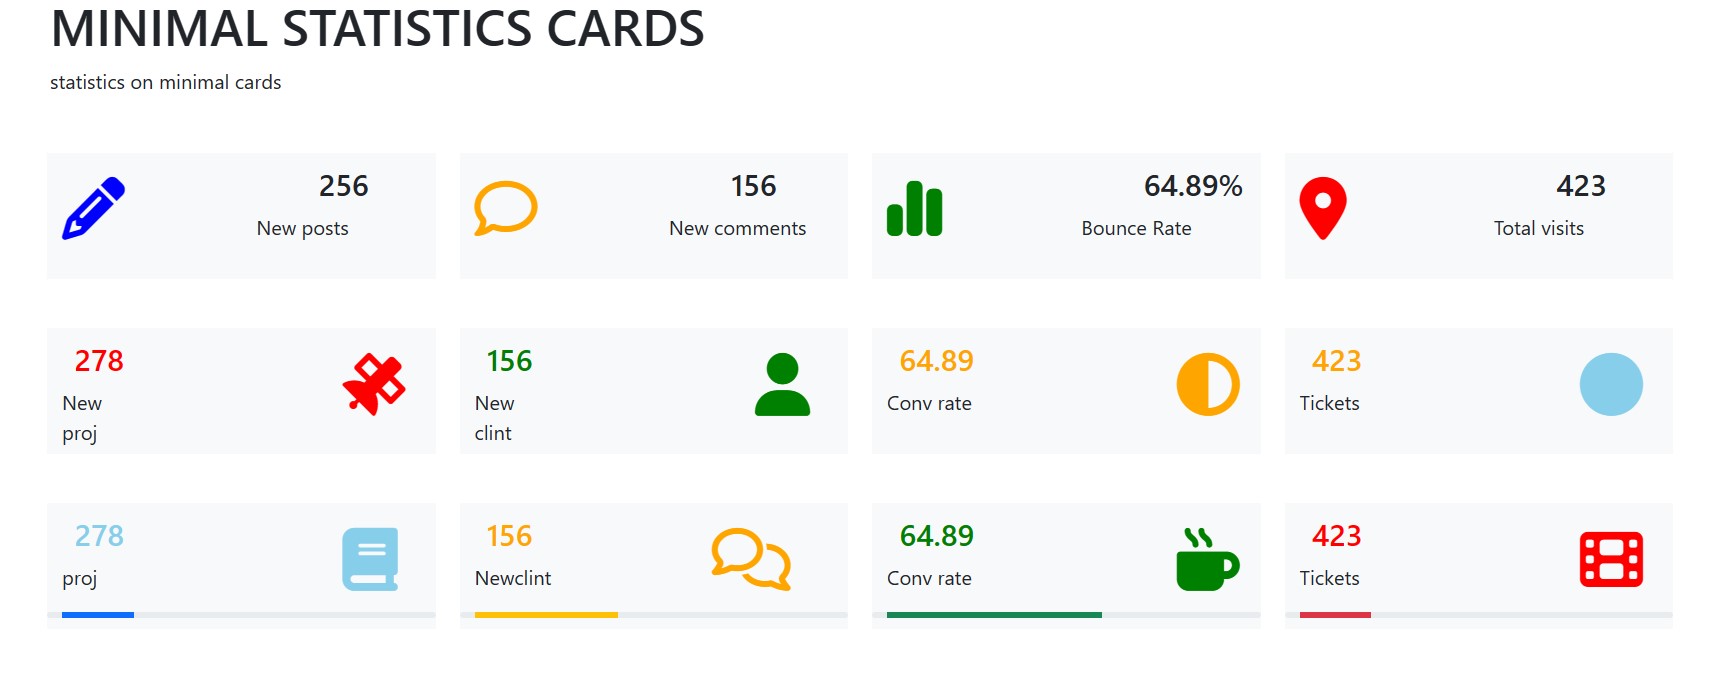 MINIMAL STATISTICS CARDS
statistics on minimal cards
256
New posts
156
New comments
64.89%
Bounce Rate
423
Total visits
278
New
proj
156
New
clint
64.89
Conv rate
423
Tickets
278
proj
156
Newclint
64.89
Conv rate
423
Tickets